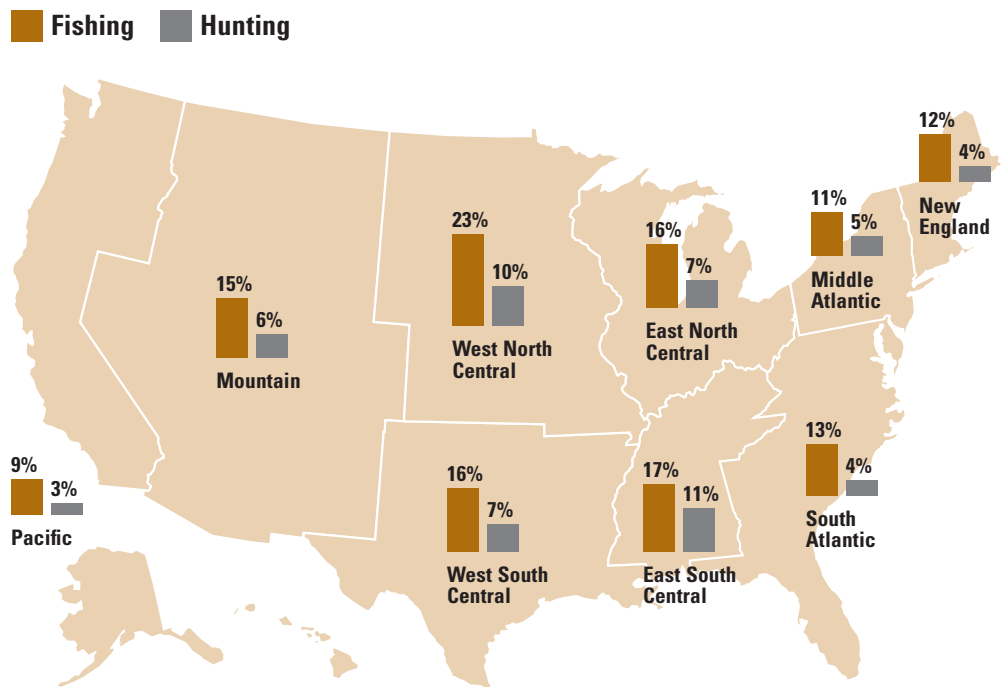 Fishing Hunting
12%
4%
New
England
11%
5%
Middle
Atlantic
23%
10%
West North
Central
16%
7%
East North
Central
15%
6%
Mountain
13%
4%
South
Atlantic
9%
3%
Pacific
16%
7%
West South
Central
17%
11%
East South
Central